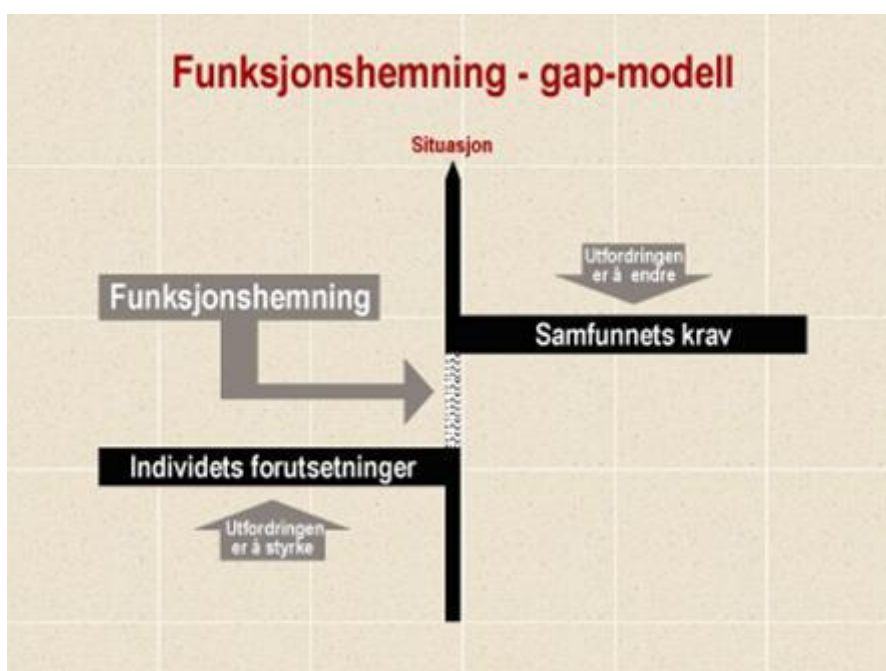 Funksjonshemning - gap-modell
Situasjon
Utfordringen
er å endre
Funksjonshemning
Samfunnets krav
Individets forutsetninger
Utfordringen
er å styrke